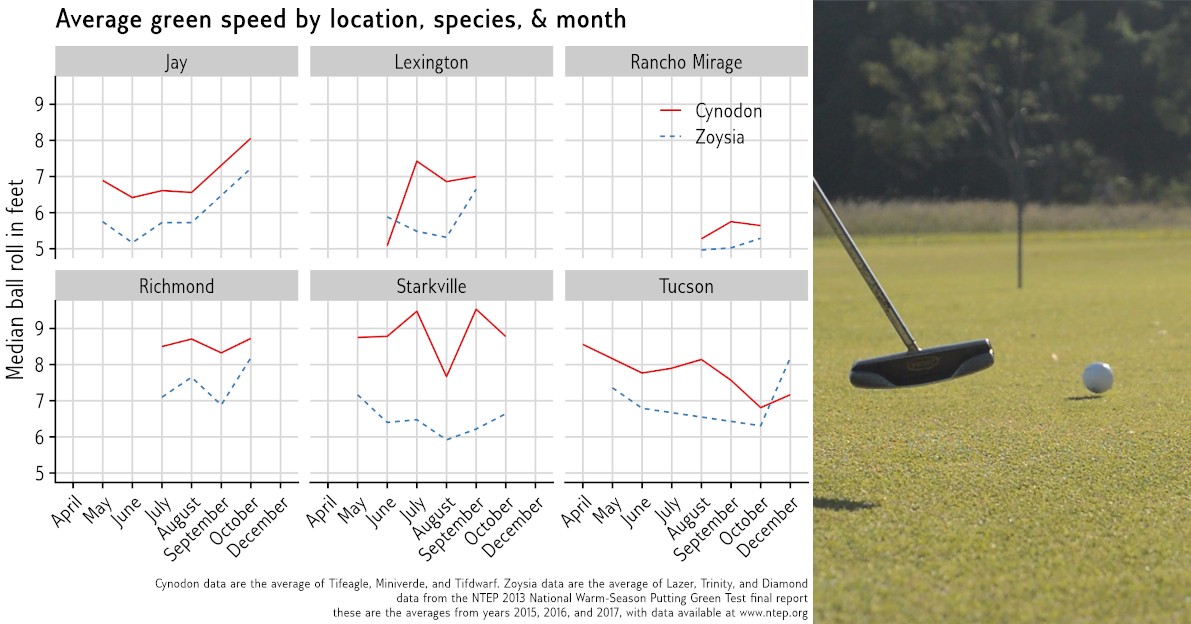 Average green speed by location, species, & month
Median ball roll in feet
Jay
Lexington
Rancho Mirage
9
8
7
6
5
Cynodon
Zoysia
Richmond
Starkville
Tucson
9
8
7
6
5
April
May
June
July
August
September
October
December
April
May
June
July
August
September
October
December
April
May
June
July
August
September
October
December
Cynodon data are the average of Tifeagle, Miniverde, and Tifdwarf. Zoysia data are the average of Lazer, Trinity, and Diamond
data from the NTEP 2013 National Warm-Season Putting Green Test final report
these are the averages from years 2015, 2016, and 2017, with data available at www.ntep.org